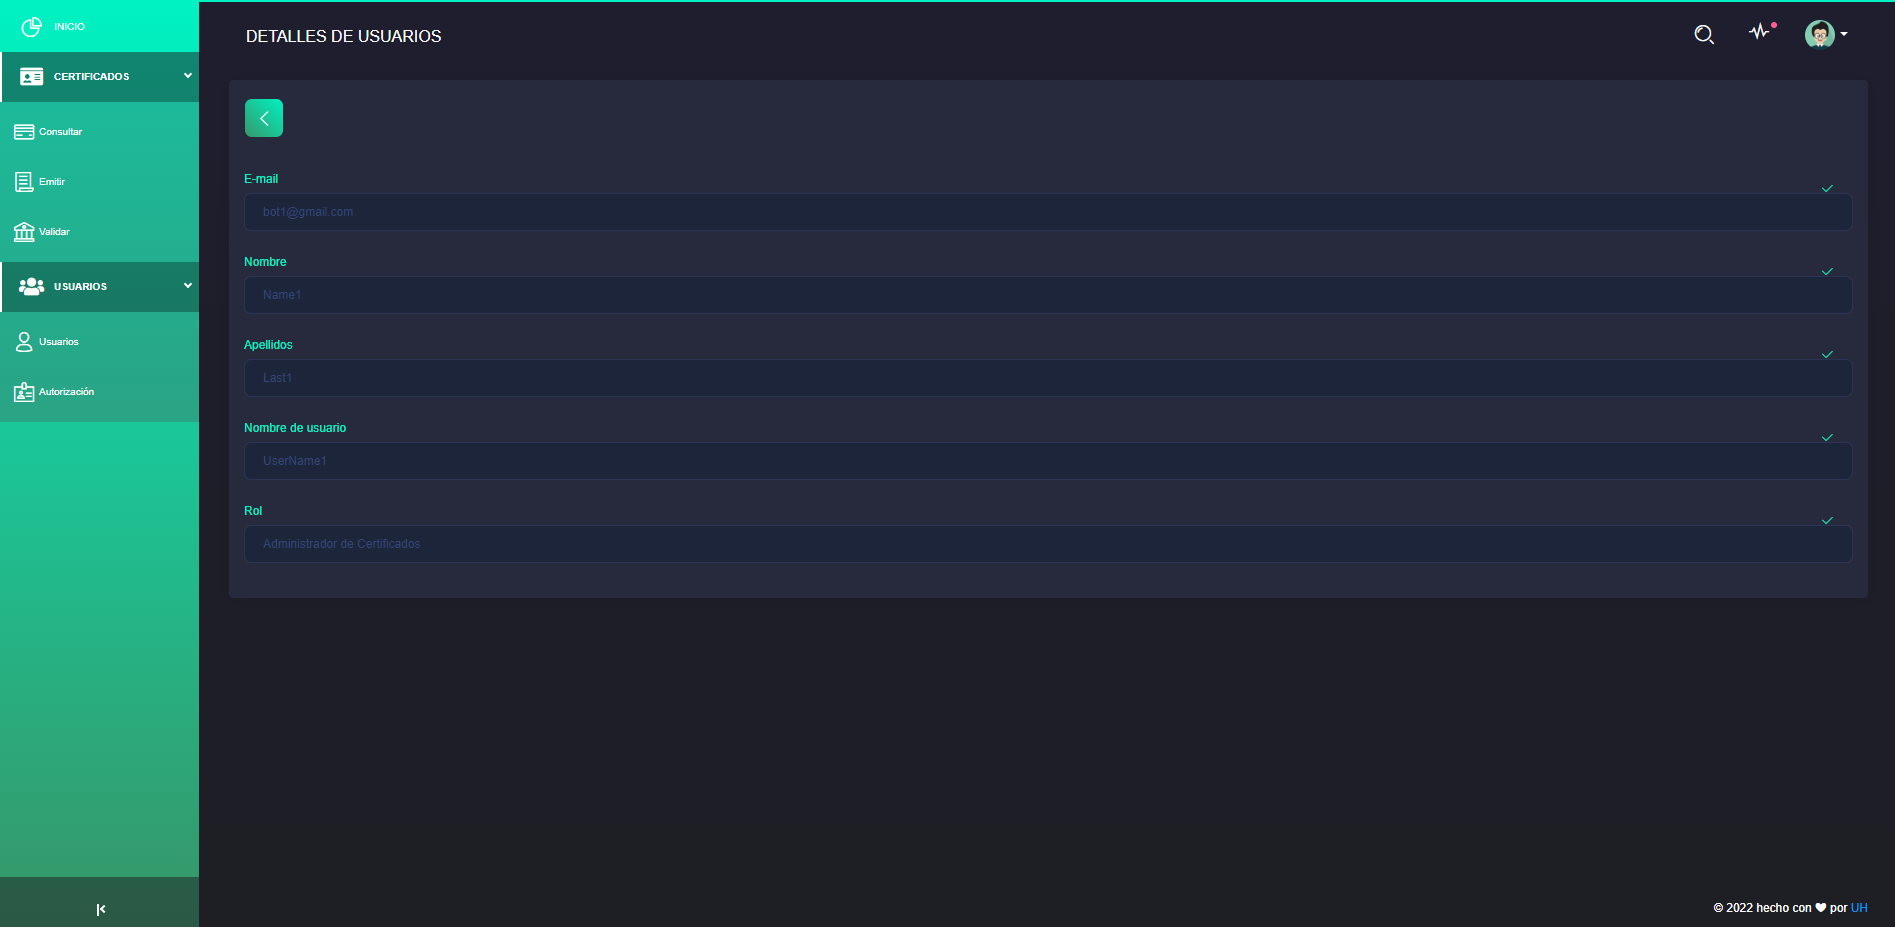 INICIO
CERTIFICADOS
Consultar
Emitir
Validar
USUARIOS
Usuarios
Autorización
DETALLES DE USUARIOS
E-mail
bot1@gmail.com
Nombre
Name1
Apellidos
Last1
Nombre de usuario
UserName1
Rol
Administrador de Certificados
© 2022 hecho con por UH